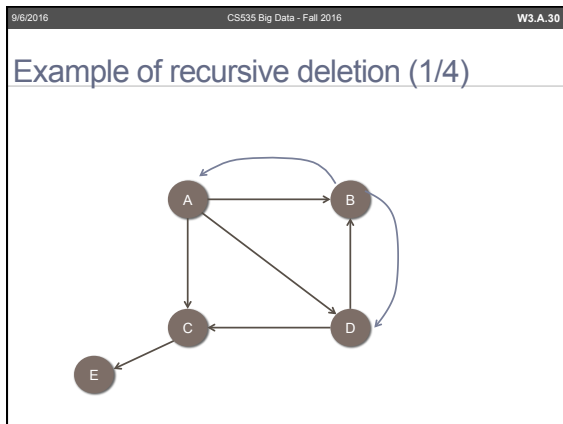 9/6/2016 CS535 Big Data - Fall 2016 W3.A.30
Example of recursive deletion (1/4)
A B
C D
E